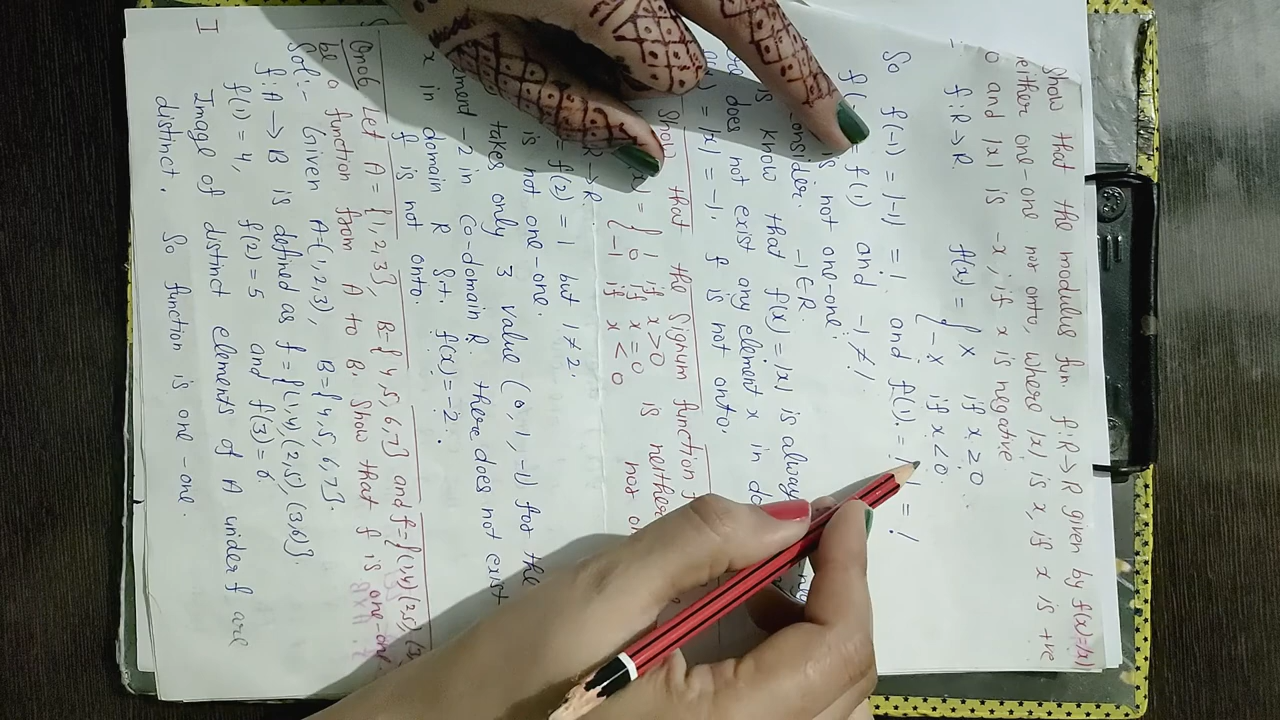 Show that the modulus fun. f:R→R given by f(x)=|x|
neither one-one nor onto, where |x| is x, if x is +ve
0 and |x| is -x, if x is negative
- f:R→R f(x) = { x if x ≥ 0
-x if x < 0
So f(-1) = |-1| = 1 and f(1) = = 1
f(- = f(1) and -1 ≠ 1.
is not one-one.
onsider. -1 ∈ R.
is know that f(x) = |x| is always
does not exist any element x in do
= |x| = -1. f is not onto.
Show that the Signum function f
R→R = { 1 if x>0
0 if x=0 is neither
-1 if x<0 not
= f(2) = 1 but 1 ≠ 2.
is not one-one.
takes only 3 value (0, 1, -1) for the
ment -2 in Co-domain R. there does not exist
x in domain R S.t. f(x) = -2.
f is not onto.
Qno6 Let A = {1,2,3}, B={4,5,6,7} and f={(1,4)(2,5)(3,
be a function from A to B. Show that f is one-one.
Sol:- Given A={1,2,3}, B={4,5,6,7}.
f:A → B is defined as f = {(1,4)(2,5)(3,6)}.
f(1) = 4, f(2) = 5 and f(3) = 6.
Image of distinct elements of A under f are
distinct. So function is one-one.
I